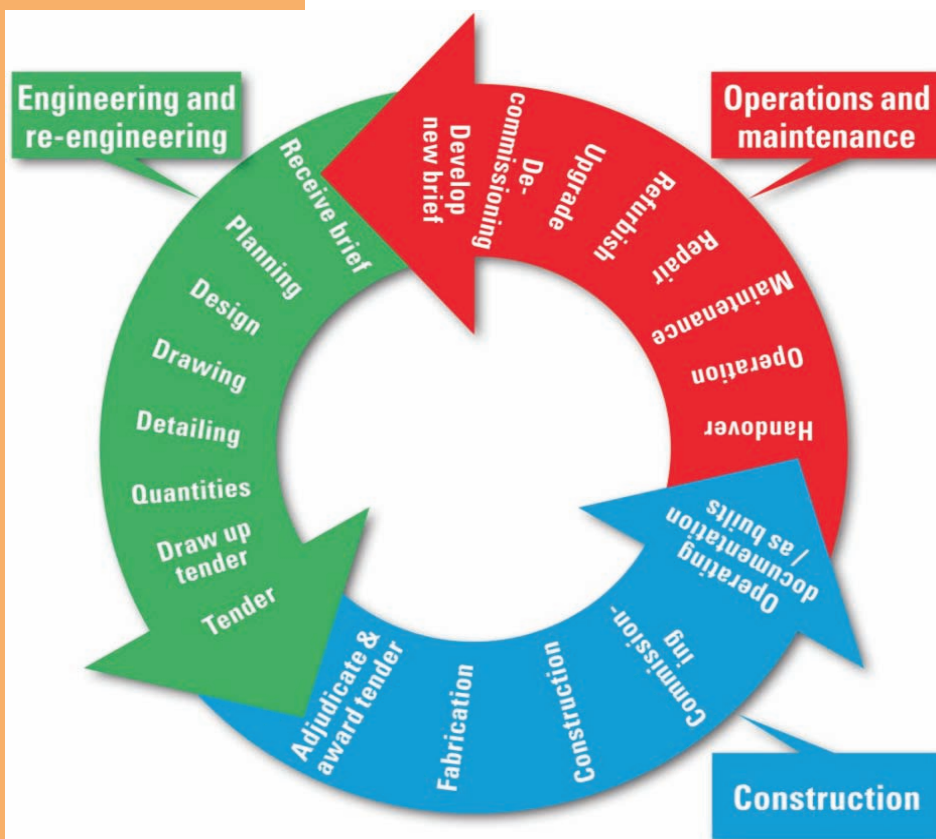 Engineering and
re-engineering
Receive brief
Planning
Design
Drawing
Detailing
Quantities
Draw up
tender
Tender
Adjudicate &
award tender
Fabrication
Construction
Commission-
ing
Operating
documentation
/ as builts
Construction
Handover
Operation
Maintenance
Repair
Refurbish
Upgrade
De-
commissioning
Develop
new brief
Operations and
maintenance